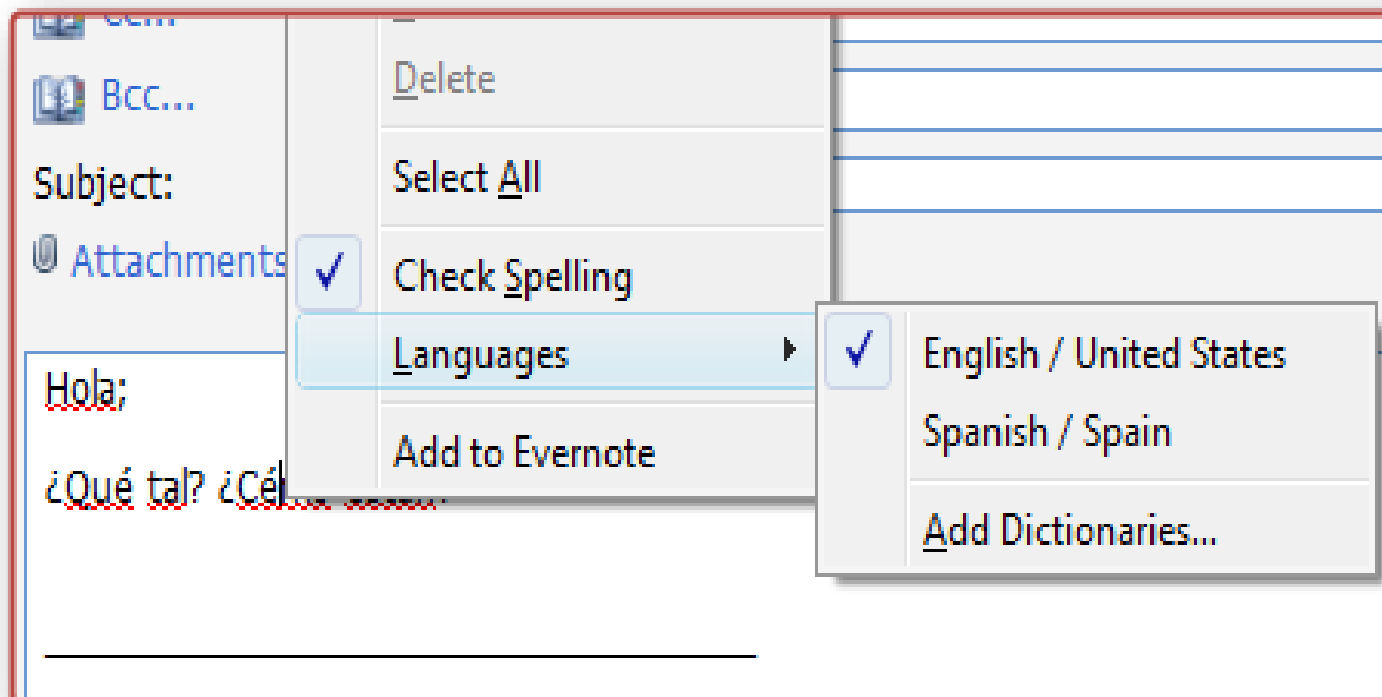 Bcc...
Delete
Subject:
Select All
Attachments
Check Spelling
Languages
English / United States
Spanish / Spain
Add Dictionaries...
Add to Evernote
Hola;
¿Qué tal?